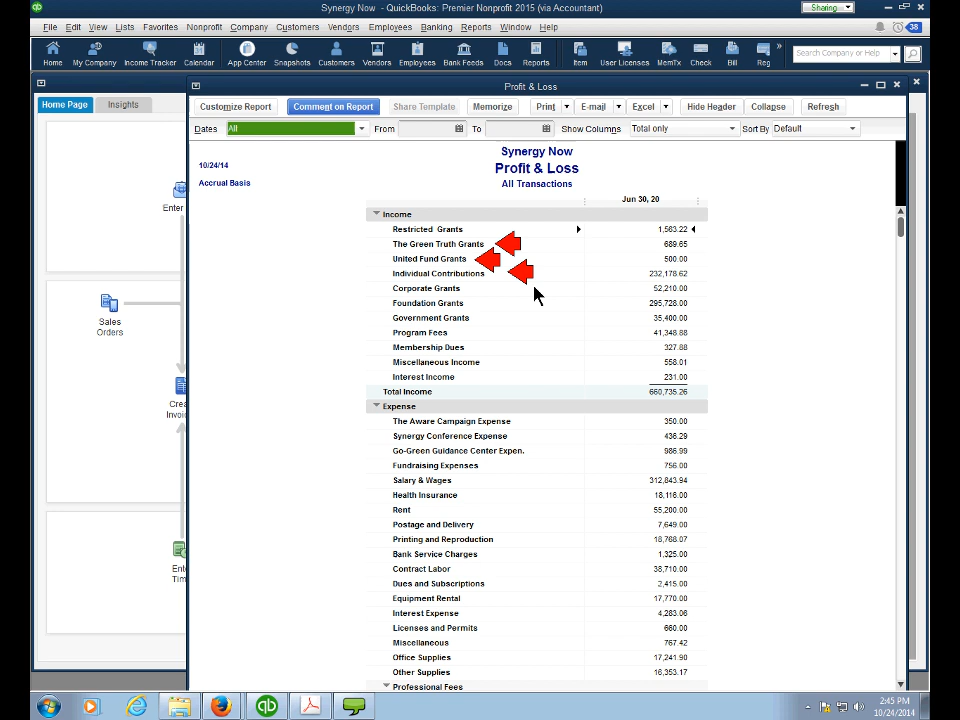 Synergy Now - QuickBooks: Premier Nonprofit 2015 (via Accountant)
Sharing
File Edit View Lists Favorites Nonprofit Company Customers Vendors Employees Banking Reports Window Help
38
Home My Company Income Tracker Calendar App Center Snapshots Customers Vendors Employees Bank Feeds Docs Reports Item User Licenses MemTx Check Bill Reg » Search Company or Help
Profit & Loss
Home Page Insights
Customize Report Comment on Report Share Template Memorize Print E-mail Excel Hide Header Collapse Refresh
Dates All From To Show Columns Total only Sort By Default
Synergy Now
10/24/14
Profit & Loss
Accrual Basis
All Transactions
Jun 30, 20
Income
Restricted Grants 1,563.22
The Green Truth Grants 689.65
United Fund Grants 500.00
Individual Contributions 232,178.62
Corporate Grants 52,210.00
Foundation Grants 295,728.00
Government Grants 35,400.00
Program Fees 41,348.88
Membership Dues 327.88
Miscellaneous Income 558.01
Interest Income 231.00
Total Income 660,735.26
Expense
The Aware Campaign Expense 350.00
Synergy Conference Expense 436.29
Go-Green Guidance Center Expen. 986.99
Fundraising Expenses 756.00
Salary & Wages 312,843.94
Health Insurance 18,116.00
Rent 55,200.00
Postage and Delivery 7,649.00
Printing and Reproduction 18,768.07
Bank Service Charges 1,325.00
Contract Labor 38,710.00
Dues and Subscriptions 2,415.00
Equipment Rental 17,770.00
Interest Expense 4,283.06
Licenses and Permits 660.00
Miscellaneous 767.42
Office Supplies 17,241.90
Other Supplies 16,353.17
Professional Fees
Enter
Sales
Orders
Crea
Invoi
Ente
Tim
2:45 PM
10/24/2014